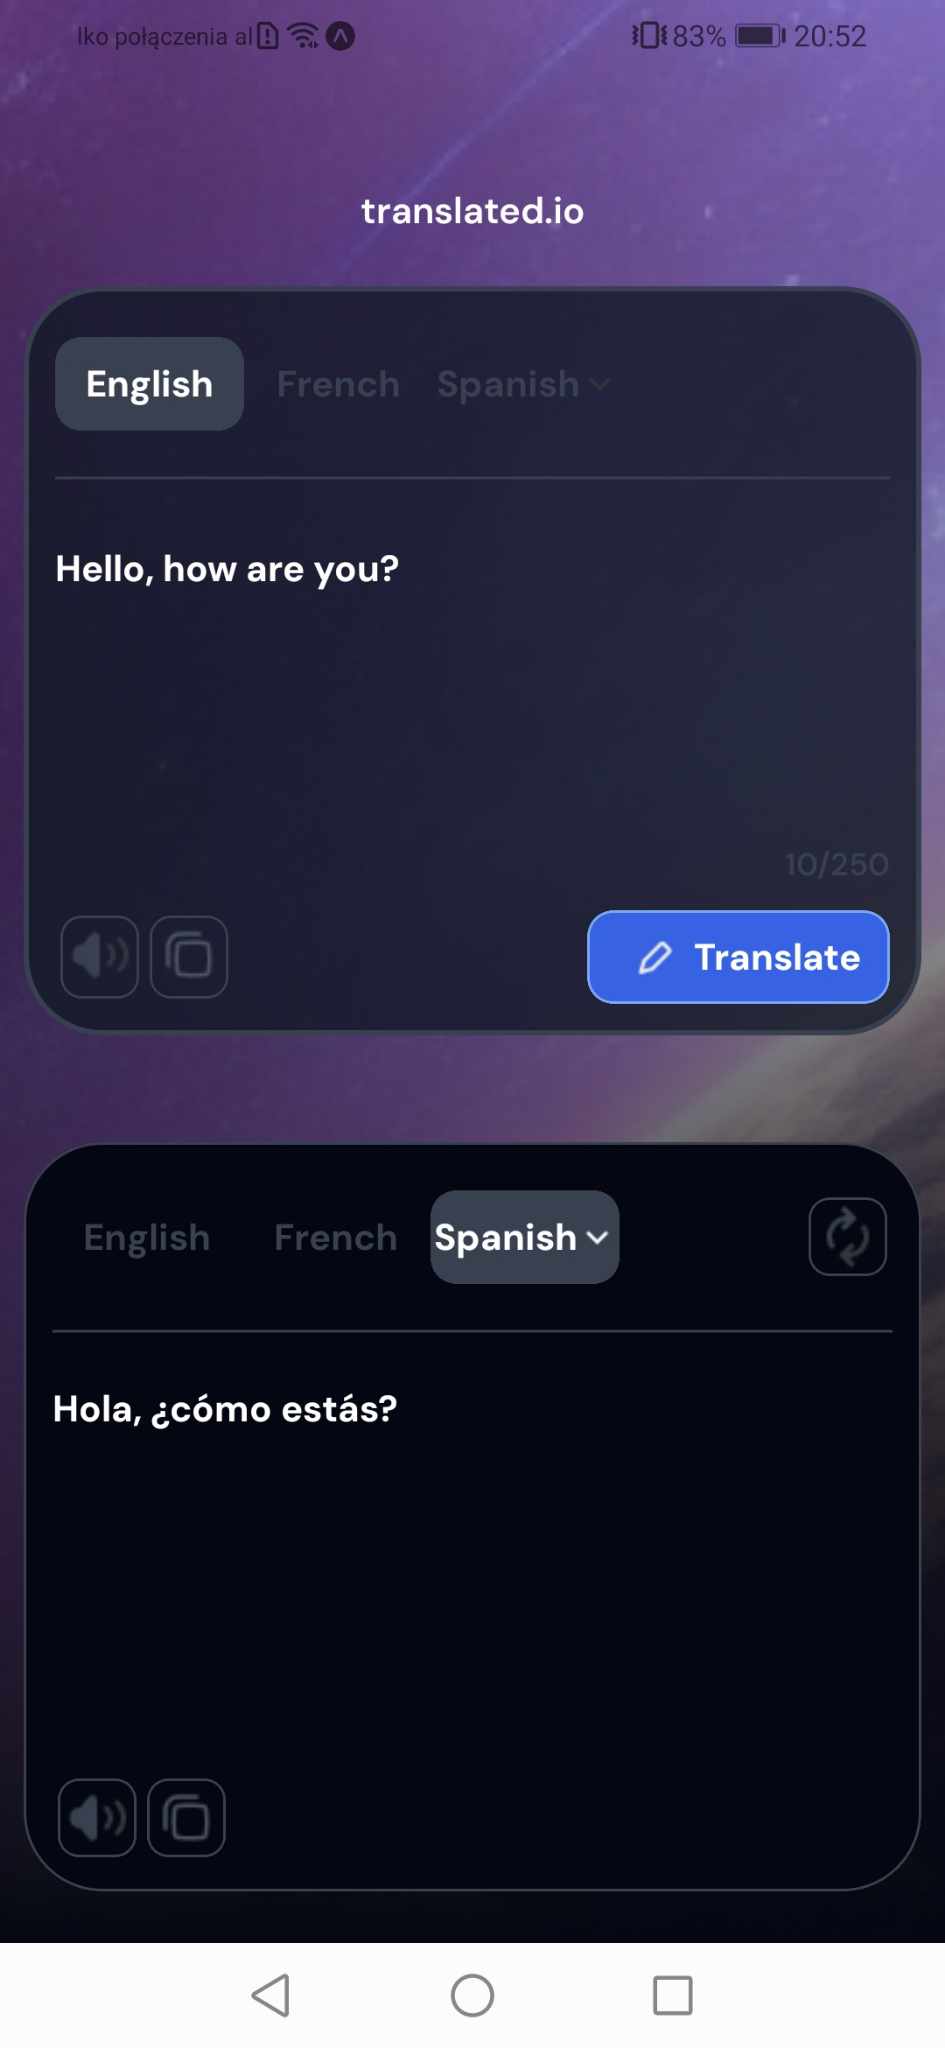 lko połączenia al 83% 20:52
translated.io
English French Spanish
Hello, how are you?
10/250
Translate
English French Spanish
Hola, ¿cómo estás?